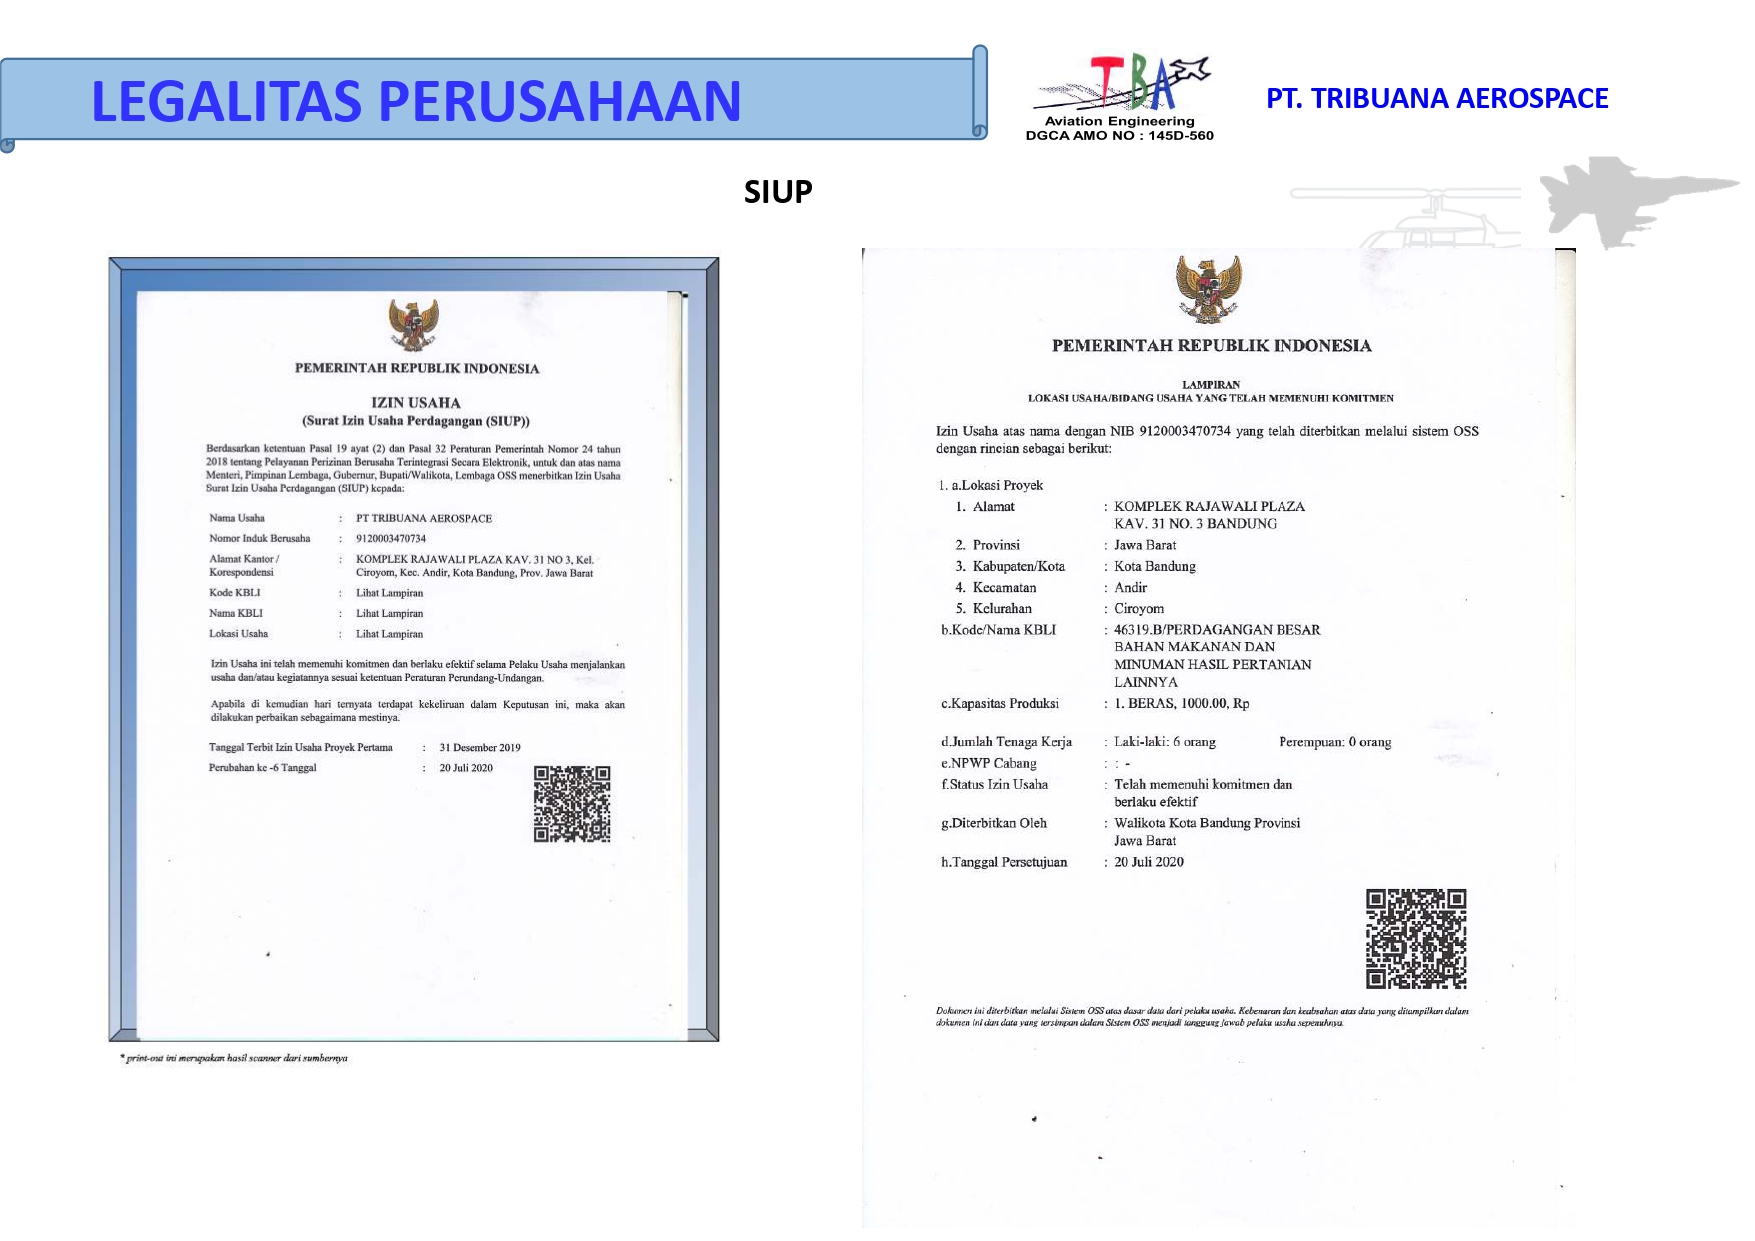 LEGALITAS PERUSAHAAN
TBA
Aviation Engineering
DGCA AMO NO : 145D-560
PT. TRIBUANA AEROSPACE
SIUP
PEMERINTAH REPUBLIK INDONESIA
IZIN USAHA
(Surat Izin Usaha Perdagangan (SIUP))
Berdasarkan ketentuan Pasal 19 ayat (2) dan Pasal 32 Peraturan Pemerintah Nomor 24 tahun
2018 tentang Pelayanan Perizinan Berusaha Terintegrasi Secara Elektronik, untuk dan atas nama
Menteri, Pimpinan Lembaga, Gubernur, Bupati/Walikota, Lembaga OSS menerbitkan Izin Usaha
Surat Izin Usaha Perdagangan (SIUP) kepada:
Nama Usaha : PT TRIBUANA AEROSPACE
Nomor Induk Berusaha : 9120003470734
Alamat Kantor / : KOMPLEK RAJAWALI PLAZA KAV. 31 NO 3, Kel.
Korespondensi Ciroyom, Kec. Andir, Kota Bandung, Prov. Jawa Barat
Kode KBLI : Lihat Lampiran
Nama KBLI : Lihat Lampiran
Lokasi Usaha : Lihat Lampiran
Izin Usaha ini telah memenuhi komitmen dan berlaku efektif selama Pelaku Usaha menjalankan
usaha dan/atau kegiatannya sesuai ketentuan Peraturan Perundang-Undangan.
Apabila di kemudian hari ternyata terdapat kekeliruan dalam Keputusan ini, maka akan
dilakukan perbaikan sebagaimana mestinya.
Tanggal Terbit Izin Usaha Proyek Pertama : 31 Desember 2019
Perubahan ke -6 Tanggal : 20 Juli 2020
* print-out ini merupakan hasil scanner dari sumbernya
PEMERINTAH REPUBLIK INDONESIA
LAMPIRAN
LOKASI USAHA/BIDANG USAHA YANG TELAH MEMENUHI KOMITMEN
Izin Usaha atas nama dengan NIB 9120003470734 yang telah diterbitkan melalui sistem OSS
dengan rincian sebagai berikut:
1. a.Lokasi Proyek
1. Alamat : KOMPLEK RAJAWALI PLAZA
KAV. 31 NO. 3 BANDUNG
2. Provinsi : Jawa Barat
3. Kabupaten/Kota : Kota Bandung
4. Kecamatan : Andir
5. Kelurahan : Ciroyom
b.Kode/Nama KBLI : 46319.B/PERDAGANGAN BESAR
BAHAN MAKANAN DAN
MINUMAN HASIL PERTANIAN
LAINNYA
c.Kapasitas Produksi : 1. BERAS, 1000.00, Rp
d.Jumlah Tenaga Kerja : Laki-laki: 6 orang Perempuan: 0 orang
e.NPWP Cabang : : -
f.Status Izin Usaha : Telah memenuhi komitmen dan
berlaku efektif
g.Diterbitkan Oleh : Walikota Kota Bandung Provinsi
Jawa Barat
h.Tanggal Persetujuan : 20 Juli 2020
Dokumen ini diterbitkan melalui Sistem OSS atas dasar data dari pelaku usaha. Kebenaran dan keabsahan atas data yang ditampilkan dalam
dokumen ini dan data yang tersimpan dalam Sistem OSS menjadi tanggung jawab pelaku usaha sepenuhnya.